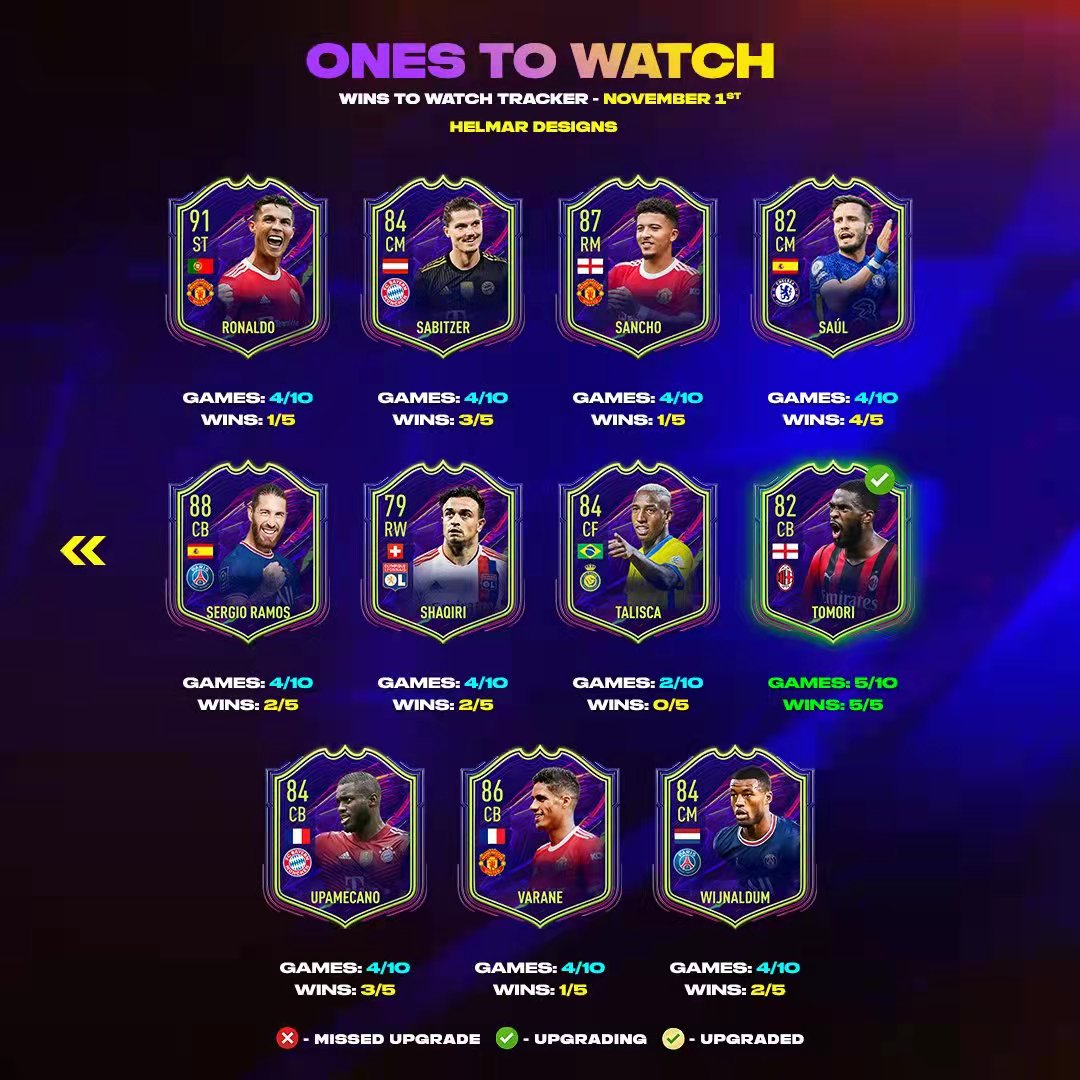 ONES TO WATCH
WINS TO WATCH TRACKER - NOVEMBER 1ST
HELMAR DESIGNS
91
ST
RONALDO
84
CM
SABITZER
87
RM
SANCHO
82
CM
SAÚL
GAMES: 4/10
WINS: 1/5
GAMES: 4/10
WINS: 3/5
GAMES: 4/10
WINS: 1/5
GAMES: 4/10
WINS: 4/5
88
CB
SERGIO RAMOS
79
RW
SHAQIRI
84
CF
TALISCA
82
CB
Emirates
TOMORI
GAMES: 4/10
WINS: 2/5
GAMES: 4/10
WINS: 2/5
GAMES: 2/10
WINS: 0/5
GAMES: 5/10
WINS: 5/5
84
CB
UPAMECANO
86
CB
VARANE
84
CM
WIJNALDUM
GAMES: 4/10
WINS: 3/5
GAMES: 4/10
WINS: 1/5
GAMES: 4/10
WINS: 2/5
- MISSED UPGRADE - UPGRADING - UPGRADED